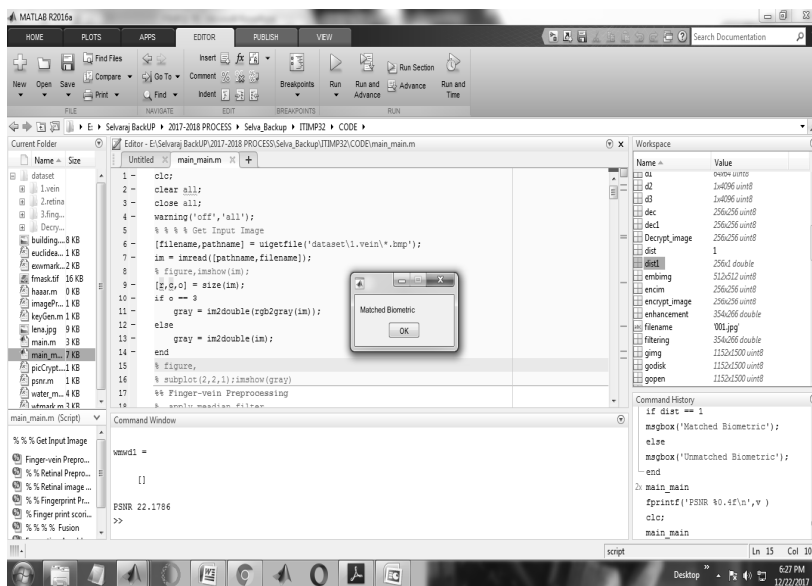 MATLAB R2016a
HOME PLOTS APPS EDITOR PUBLISH VIEW
Search Documentation
New Open Save Find Files Compare Print Go To Find Insert Comment Indent Breakpoints Run Run and Advance Run Section Advance Run and Time
FILE NAVIGATE EDIT BREAKPOINTS RUN
E: Selvaraj BackUP 2017-2018 PROCESS Selva_Backup ITIMP32 CODE
Current Folder
Name Size
dataset
1.vein
2.retina
3.fing...
Decry...
building....8 KB
euclidea... 1 KB
exwmark...2 KB
fmask.tif 16 KB
haaar.m 0 KB
imagePr... 1 KB
keyGen.m 1 KB
lena.jpg 9 KB
main.m 3 KB
main_m... 7 KB
picCrypt....1 KB
psnr.m 1 KB
water_m... 4 KB
wtmark.m 3 KB
main_main.m (Script)
% % % Get Input Image
Finger-vein Prepro...
% % Retinal Prepro...
% % Retinal image ...
% % Fingerprint Pr...
% Finger print scori...
% % % % Fusion
Editor - E:\Selvaraj BackUP\2017-2018 PROCESS\Selva_Backup\ITIMP32\CODE\main_main.m
Untitled main_main.m
1 - clc;
2 - clear all;
3 - close all;
4 - warning('off','all');
5 % % % % Get Input Image
6 - [filename,pathname] = uigetfile('dataset\1.vein\*.bmp');
7 - im = imread([pathname,filename]);
8 % figure,imshow(im);
9 - [r,c,o] = size(im);
10 - if o == 3
11 - gray = im2double(rgb2gray(im));
12 - else
13 - gray = im2double(im);
14 - end
15 % figure,
16 % subplot(2,2,1);imshow(gray)
17 %% Finger-vein Preprocessing
18 % apply meadian filter
Matched Biometric
OK
Command Window
wmwd1 =
[]
PSNR 22.1786
>>
Workspace
Name Value
d1 64x64 uint8
d2 1x4096 uint8
d3 1x4096 uint8
dec 256x256 uint8
dec1 256x256 uint8
Decrypt_image 256x256 uint8
dist 1
dist1 256x1 double
embimg 512x512 uint8
encim 256x256 uint8
encrypt_image 256x256 uint8
enhancement 354x266 double
filename '001.jpg'
filtering 354x266 double
gimg 1152x1500 uint8
godisk 1152x1500 uint8
gopen 1152x1500 uint8
Command History
if dist == 1
msgbox('Matched Biometric');
else
msgbox('Unmatched Biometric');
end
2x main_main
fprintf('PSNR %0.4f\n',v )
clc;
main_main
script Ln 15 Col 10
Desktop
6:27 PM
12/22/201